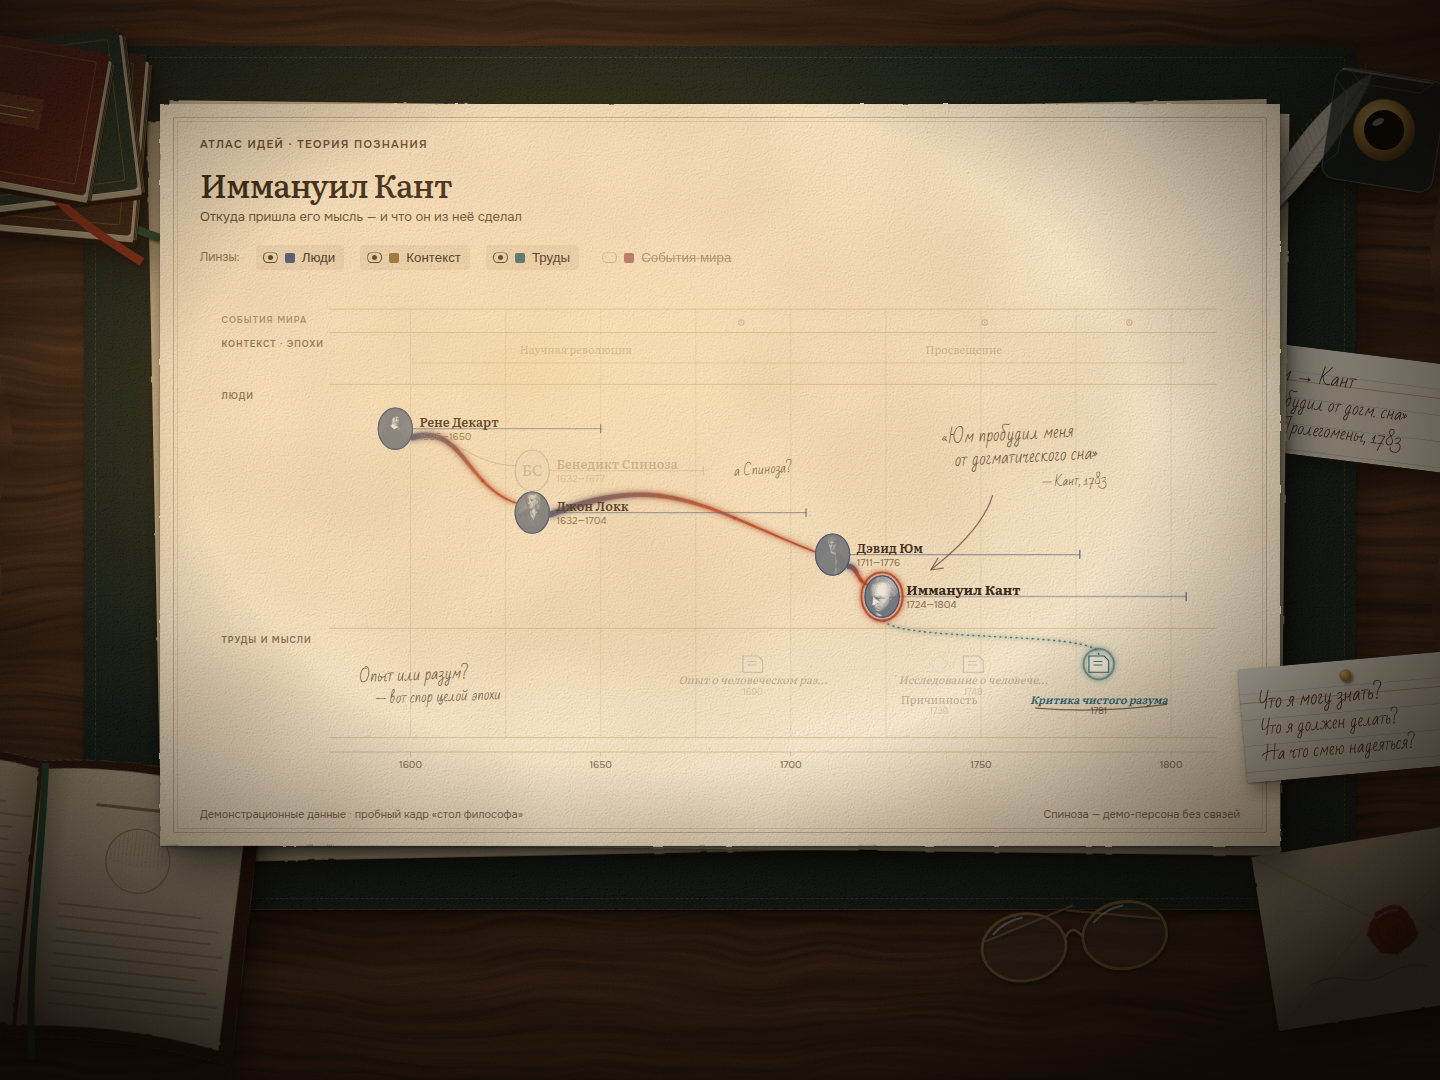 АТЛАС ИДЕЙ · ТЕОРИЯ ПОЗНАНИЯ
Иммануил Кант
Откуда пришла его мысль — и что он из неё сделал
Линзы: Люди Контекст Труды События мира
СОБЫТИЯ МИРА
КОНТЕКСТ · ЭПОХИ
Научная революция
Просвещение
ЛЮДИ
Рене Декарт
—1650
БС
Бенедикт Спиноза
1632—1677
а Спиноза?
Джон Локк
1632—1704
«Юм пробудил меня
от догматического сна»
— Кант, 1783
Дэвид Юм
1711—1776
Иммануил Кант
1724—1804
ТРУДЫ И МЫСЛИ
Опыт или разум?
— вот спор целой эпохи
Опыт о человеческом раз...
1690
Исследование о человече...
1748
Причинность
1739
Критика чистого разума
1781
1600 1650 1700 1750 1800
Демонстрационные данные · пробный кадр «стол философа»
Спиноза — демо-персона без связей
→ Кант
будил от догм. сна»
Пролегомены, 1783
Что я могу знать?
Что я должен делать?
На что смею надеяться?